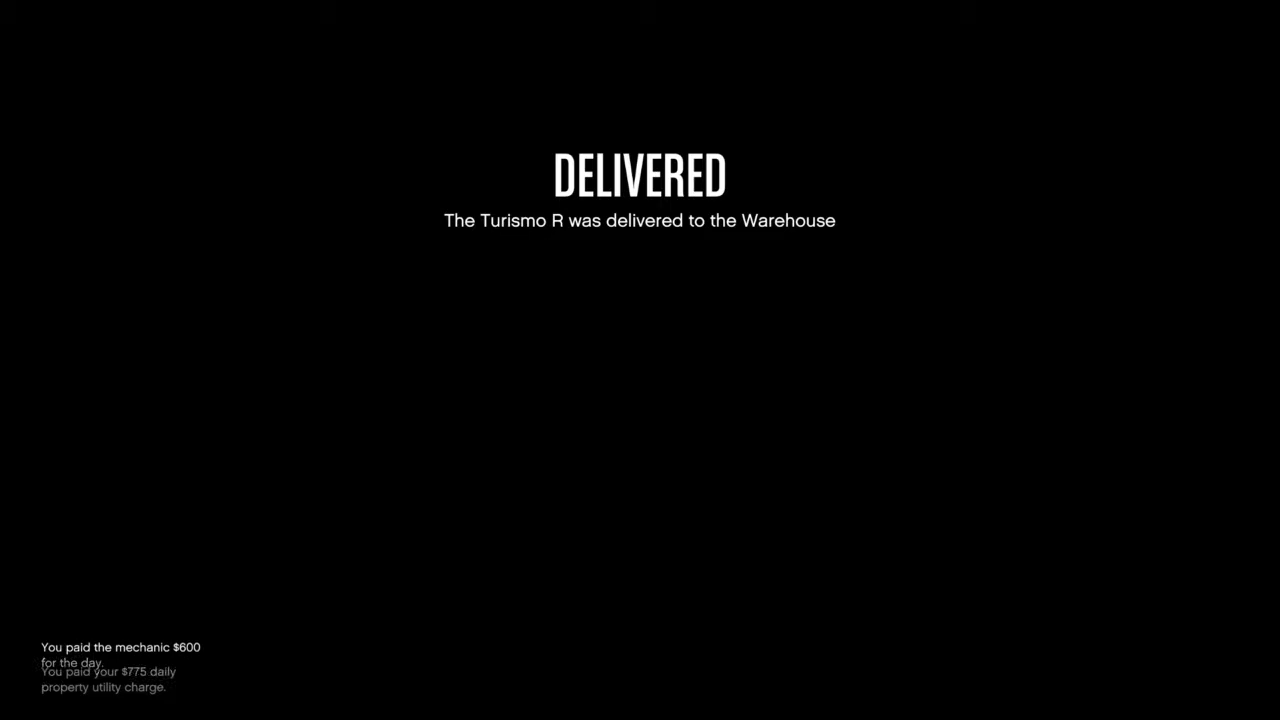 DELIVERED
The Turismo R was delivered to the Warehouse
You paid the mechanic $600
for the day.
You paid your $775 daily
property utility charge.